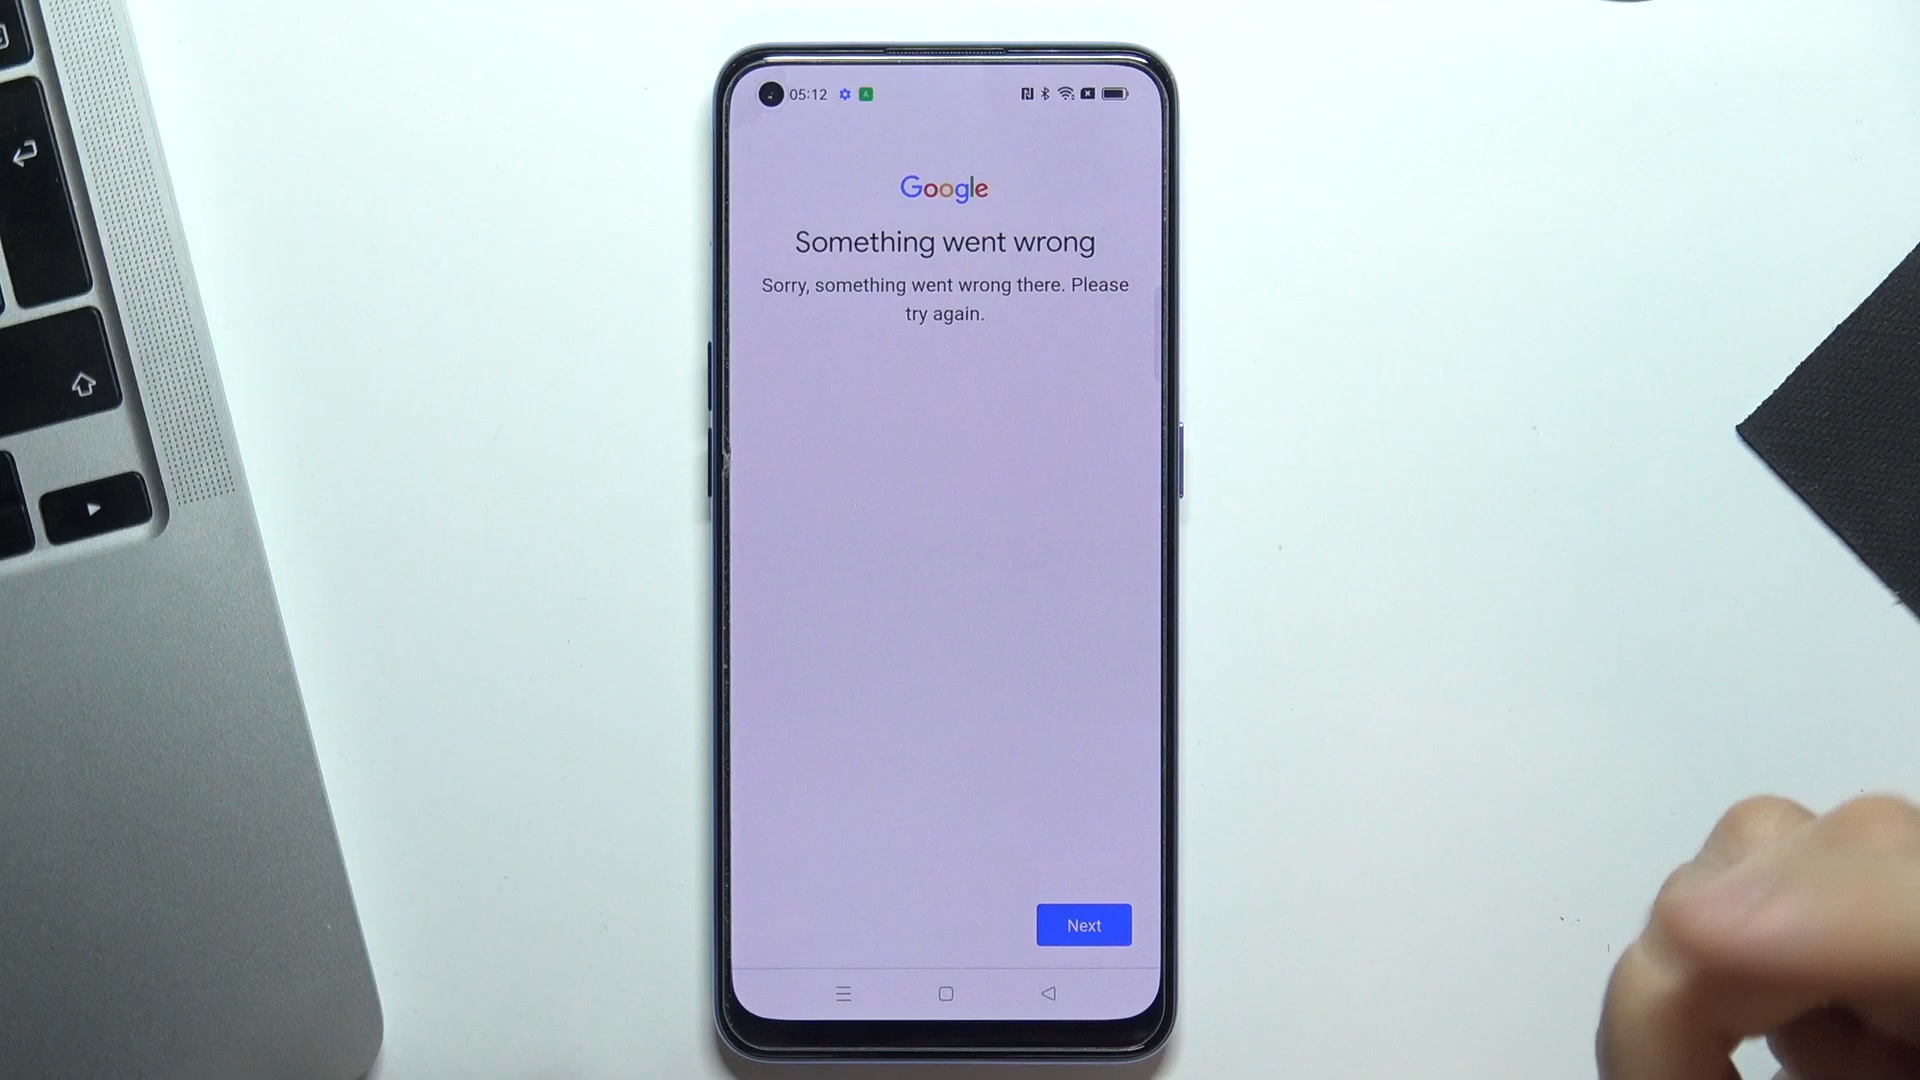 05:12
Google
Something went wrong
Sorry, something went wrong there. Please
try again.
Next